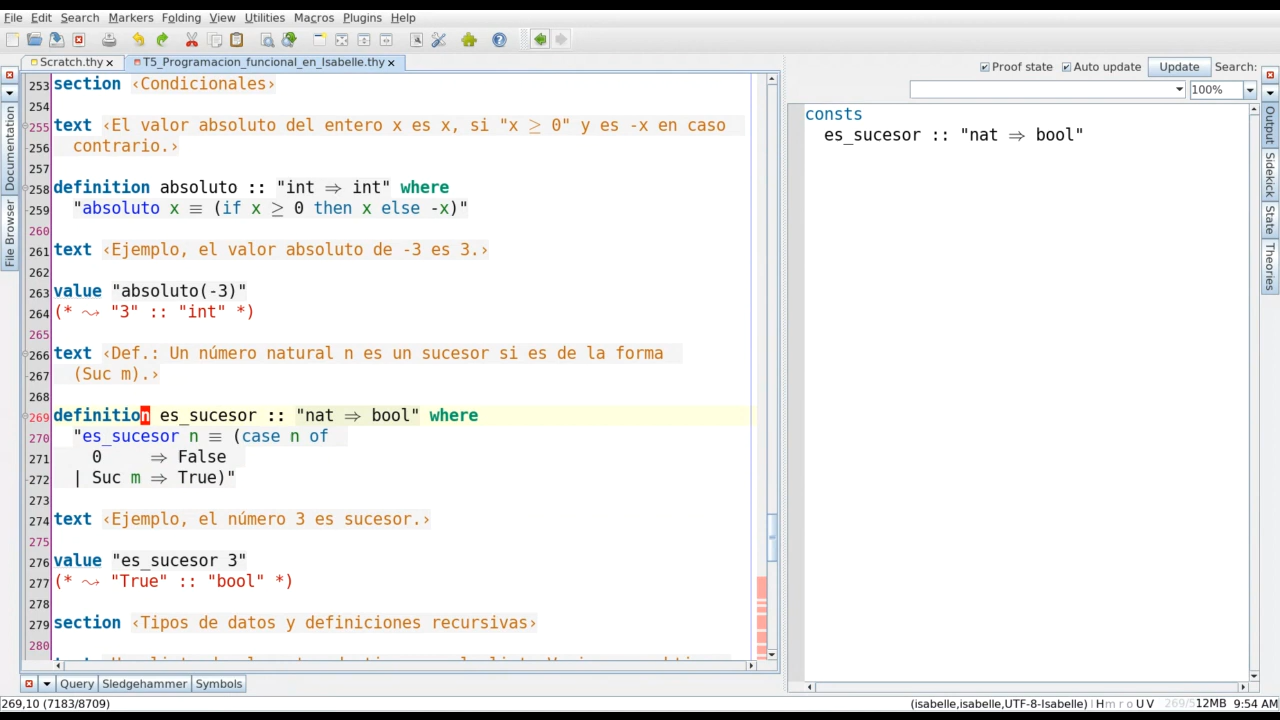 File Edit Search Markers Folding View Utilities Macros Plugins Help
Scratch.thy x T5_Programacion_funcional_en_Isabelle.thy x
Proof state Auto update Update Search:
100%
Documentation
File Browser
253 section ‹Condicionales›
254
255 text ‹El valor absoluto del entero x es x, si "x ≥ 0" y es -x en caso
256 contrario.›
257
258 definition absoluto :: "int ⇒ int" where
259 "absoluto x ≡ (if x ≥ 0 then x else -x)"
260
261 text ‹Ejemplo, el valor absoluto de -3 es 3.›
262
263 value "absoluto(-3)"
264 (* ⤳ "3" :: "int" *)
265
266 text ‹Def.: Un número natural n es un sucesor si es de la forma
267 (Suc m).›
268
269 definition es_sucesor :: "nat ⇒ bool" where
270 "es_sucesor n ≡ (case n of
271 0 ⇒ False
272 | Suc m ⇒ True)"
273
274 text ‹Ejemplo, el número 3 es sucesor.›
275
276 value "es_sucesor 3"
277 (* ⤳ "True" :: "bool" *)
278
279 section ‹Tipos de datos y definiciones recursivas›
280
consts
es_sucesor :: "nat ⇒ bool"
Output
Sidekick
State
Theories
Query Sledgehammer Symbols
269,10 (7183/8709)
(isabelle,isabelle,UTF-8-Isabelle) | H m r o U V 12MB 9:54 AM